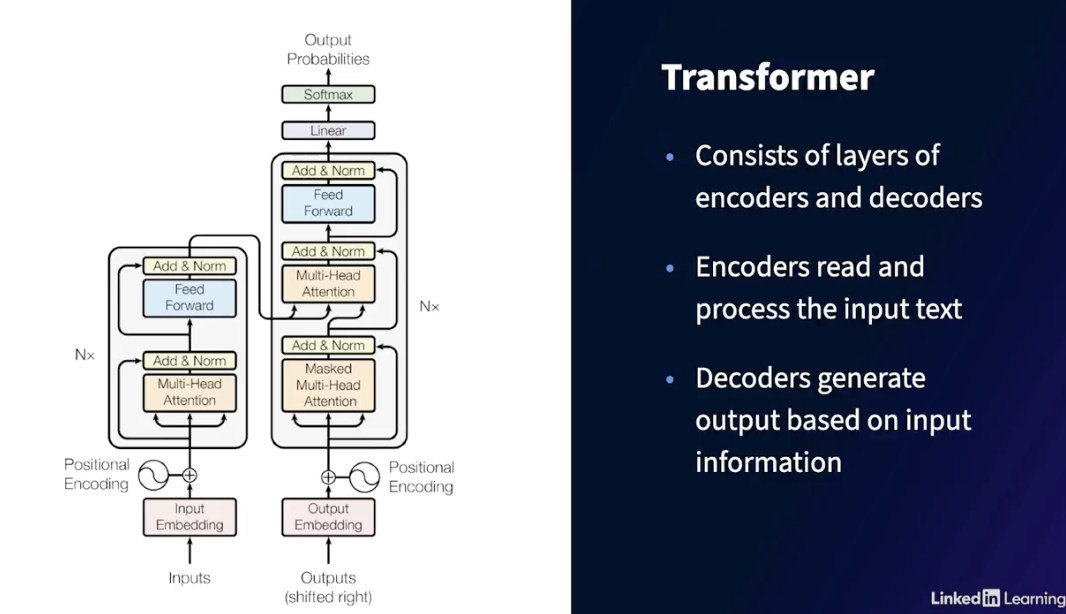 Output
Probabilities
Softmax
Linear
Add & Norm
Feed
Forward
Add & Norm
Multi-Head
Attention
Add & Norm
Masked
Multi-Head
Attention
Nx
Positional
Encoding
Output
Embedding
Outputs
(shifted right)
Add & Norm
Feed
Forward
Add & Norm
Multi-Head
Attention
Nx
Positional
Encoding
Input
Embedding
Inputs
Transformer
• Consists of layers of
encoders and decoders
• Encoders read and
process the input text
• Decoders generate
output based on input
information
Linked in Learning